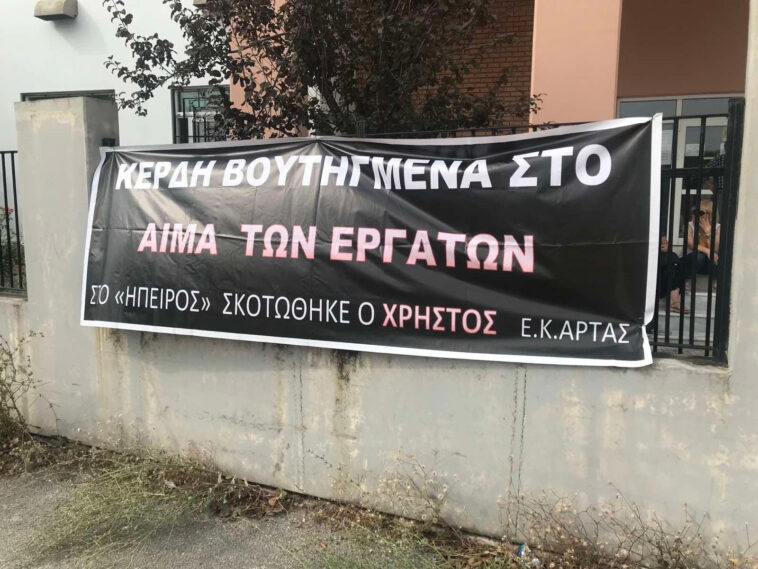 ΚΕΡΔΗ ΒΟΥΤΗΓΜΕΝΑ ΣΤΟ
ΑΙΜΑ ΤΩΝ ΕΡΓΑΤΩΝ
ΣΤΟ «ΗΠΕΙΡΟΣ» ΣΚΟΤΩΘΗΚΕ Ο ΧΡΗΣΤΟΣ Ε.Κ.ΑΡΤΑΣ